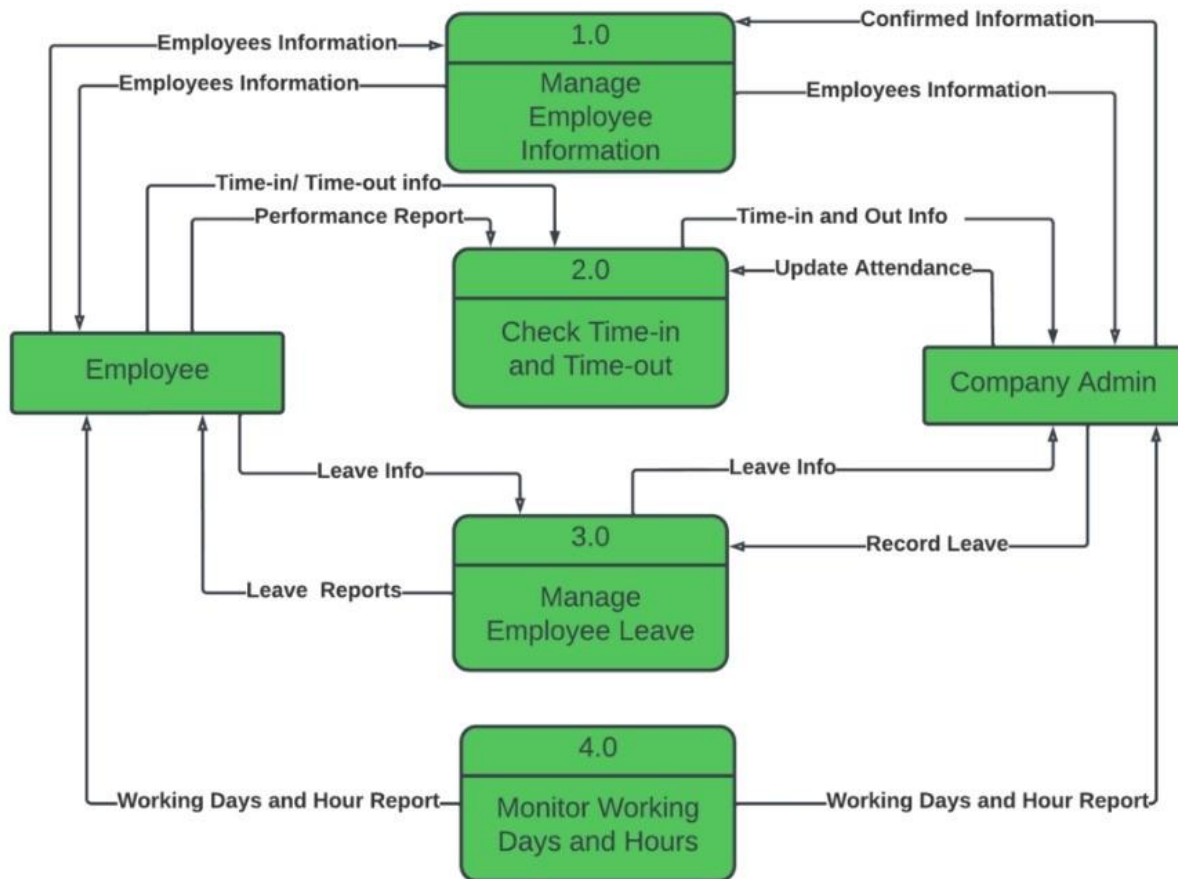 Confirmed Information
1.0
Employees Information
Manage
Employees Information
Employees Information
Employee
Information
Time-in/ Time-out info
Performance Report
Time-in and Out Info
2.0
Update Attendance
Check Time-in
and Time-out
Employee
Company Admin
Leave Info
Leave Info
3.0
Record Leave
Leave Reports
Manage
Employee Leave
4.0
Working Days and Hour Report
Working Days and Hour Report
Monitor Working
Days and Hours